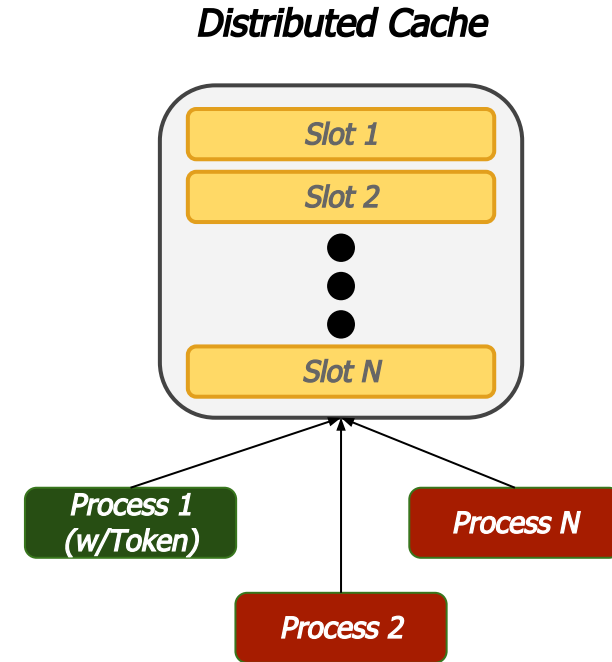 Distributed Cache
Slot 1
Slot 2
Slot N
Process 1
(w/Token)
Process N
Process 2